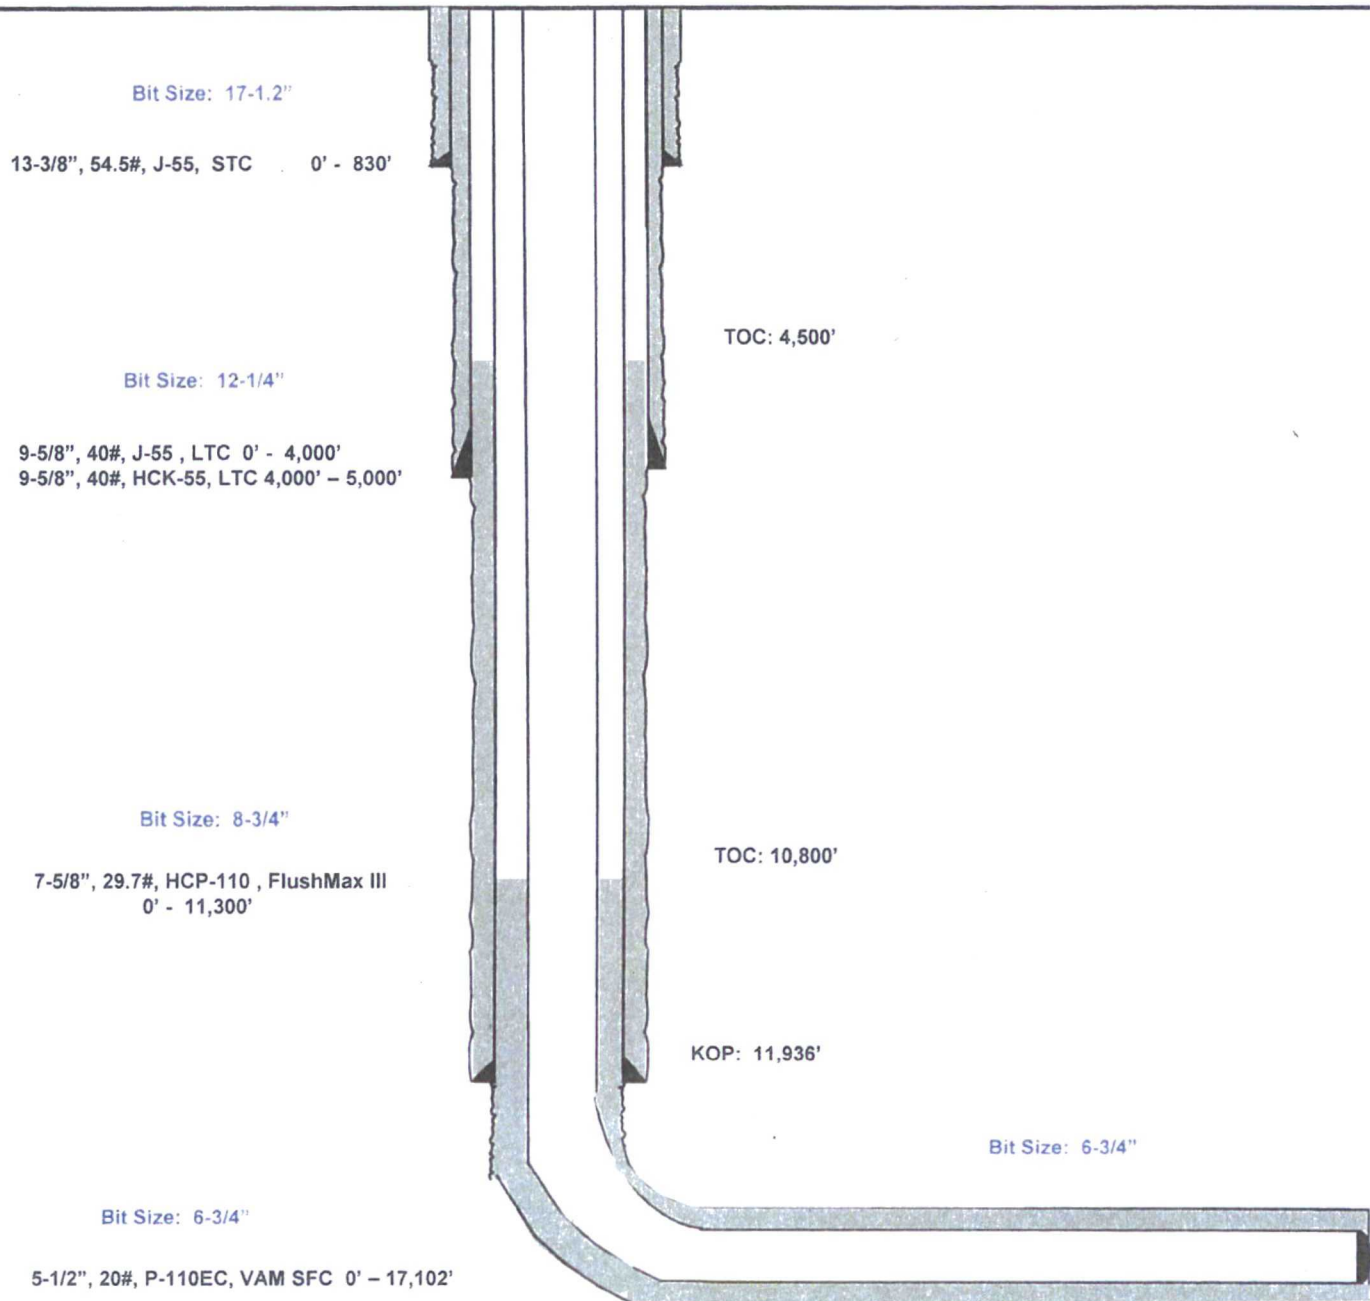 Bit Size: 17-1.2”
13-3/8”, 54.5#, J-55, STC 0’ - 830’
TOC: 4,500’
Bit Size: 12-1/4”
9-5/8”, 40#, J-55 , LTC 0’ - 4,000’
9-5/8”, 40#, HCK-55, LTC 4,000’ – 5,000’
Bit Size: 8-3/4”
TOC: 10,800’
7-5/8”, 29.7#, HCP-110 , FlushMax III
0’ - 11,300’
KOP: 11,936’
Bit Size: 6-3/4”
Bit Size: 6-3/4”
5-1/2”, 20#, P-110EC, VAM SFC 0’ – 17,102’